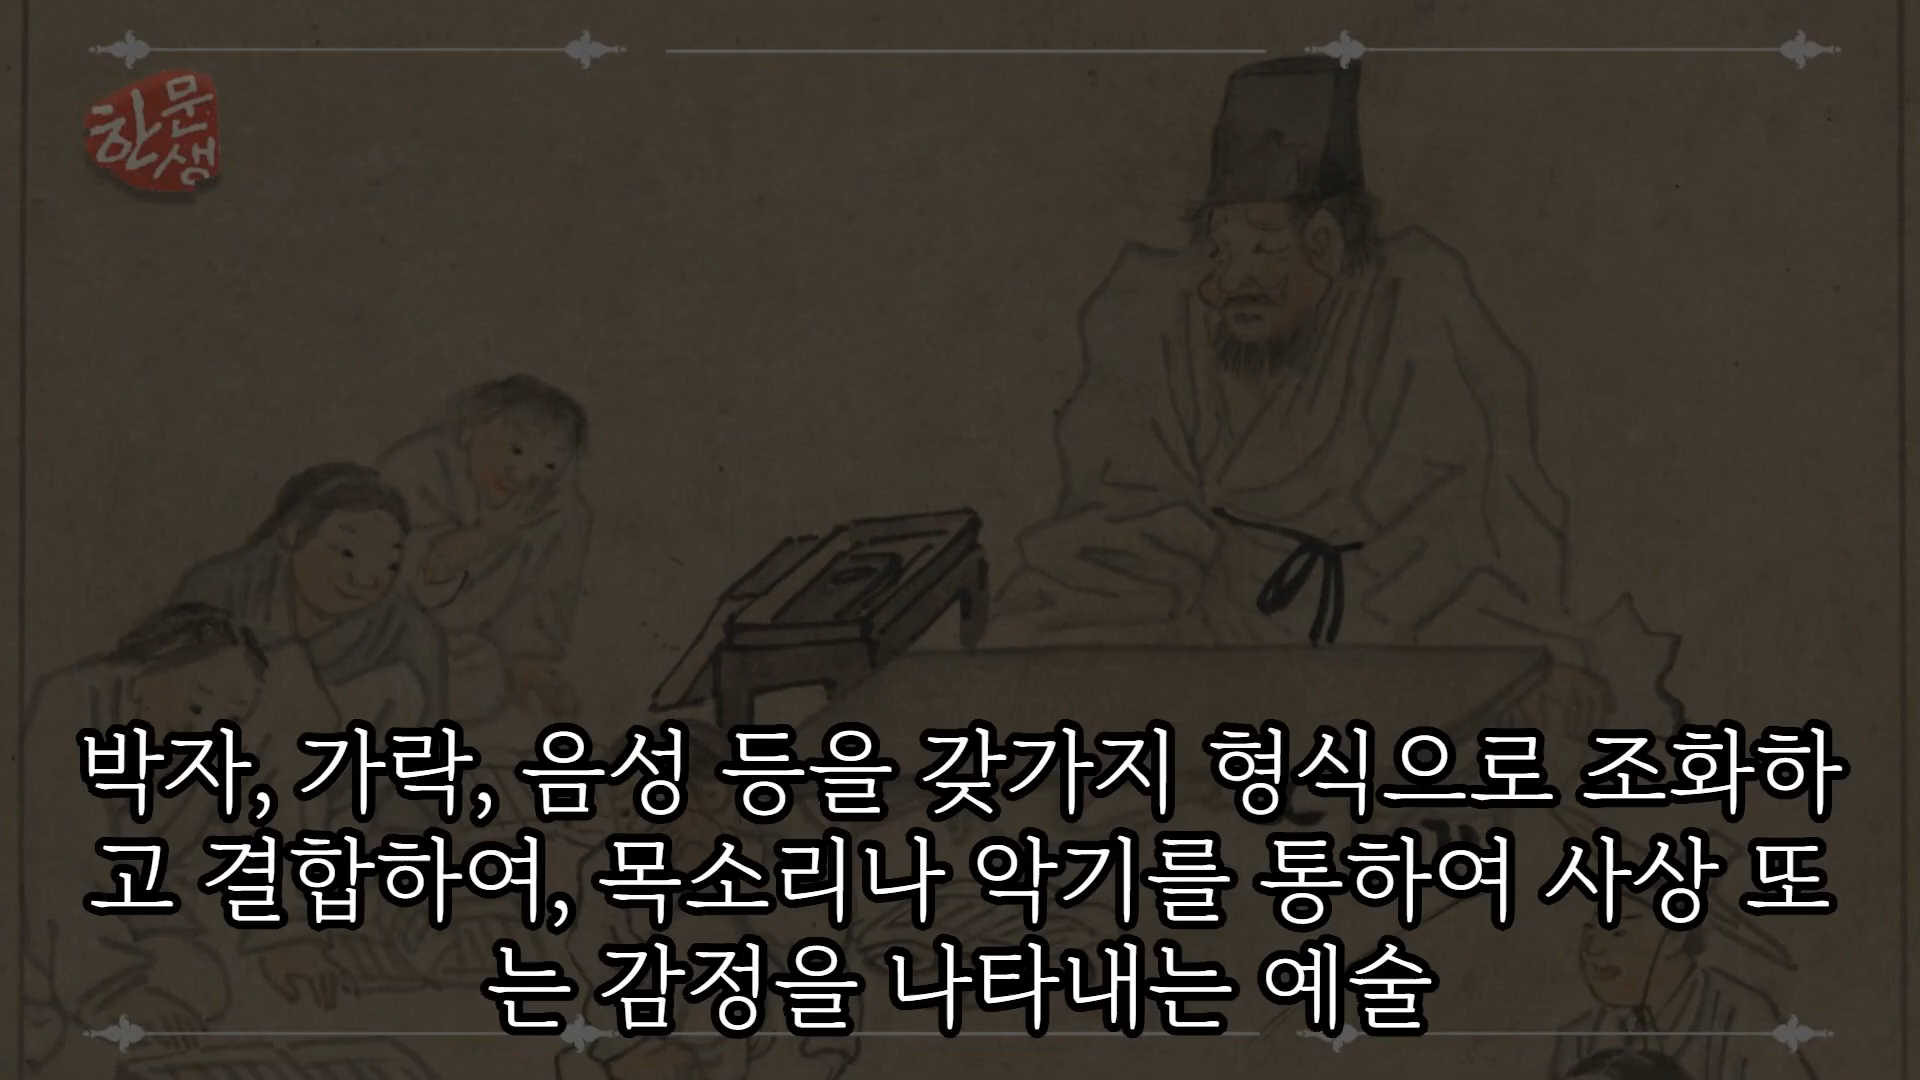 한문생
박자, 가락, 음성 등을 갖가지 형식으로 조화하
고 결합하여, 목소리나 악기를 통하여 사상 또
는 감정을 나타내는 예술